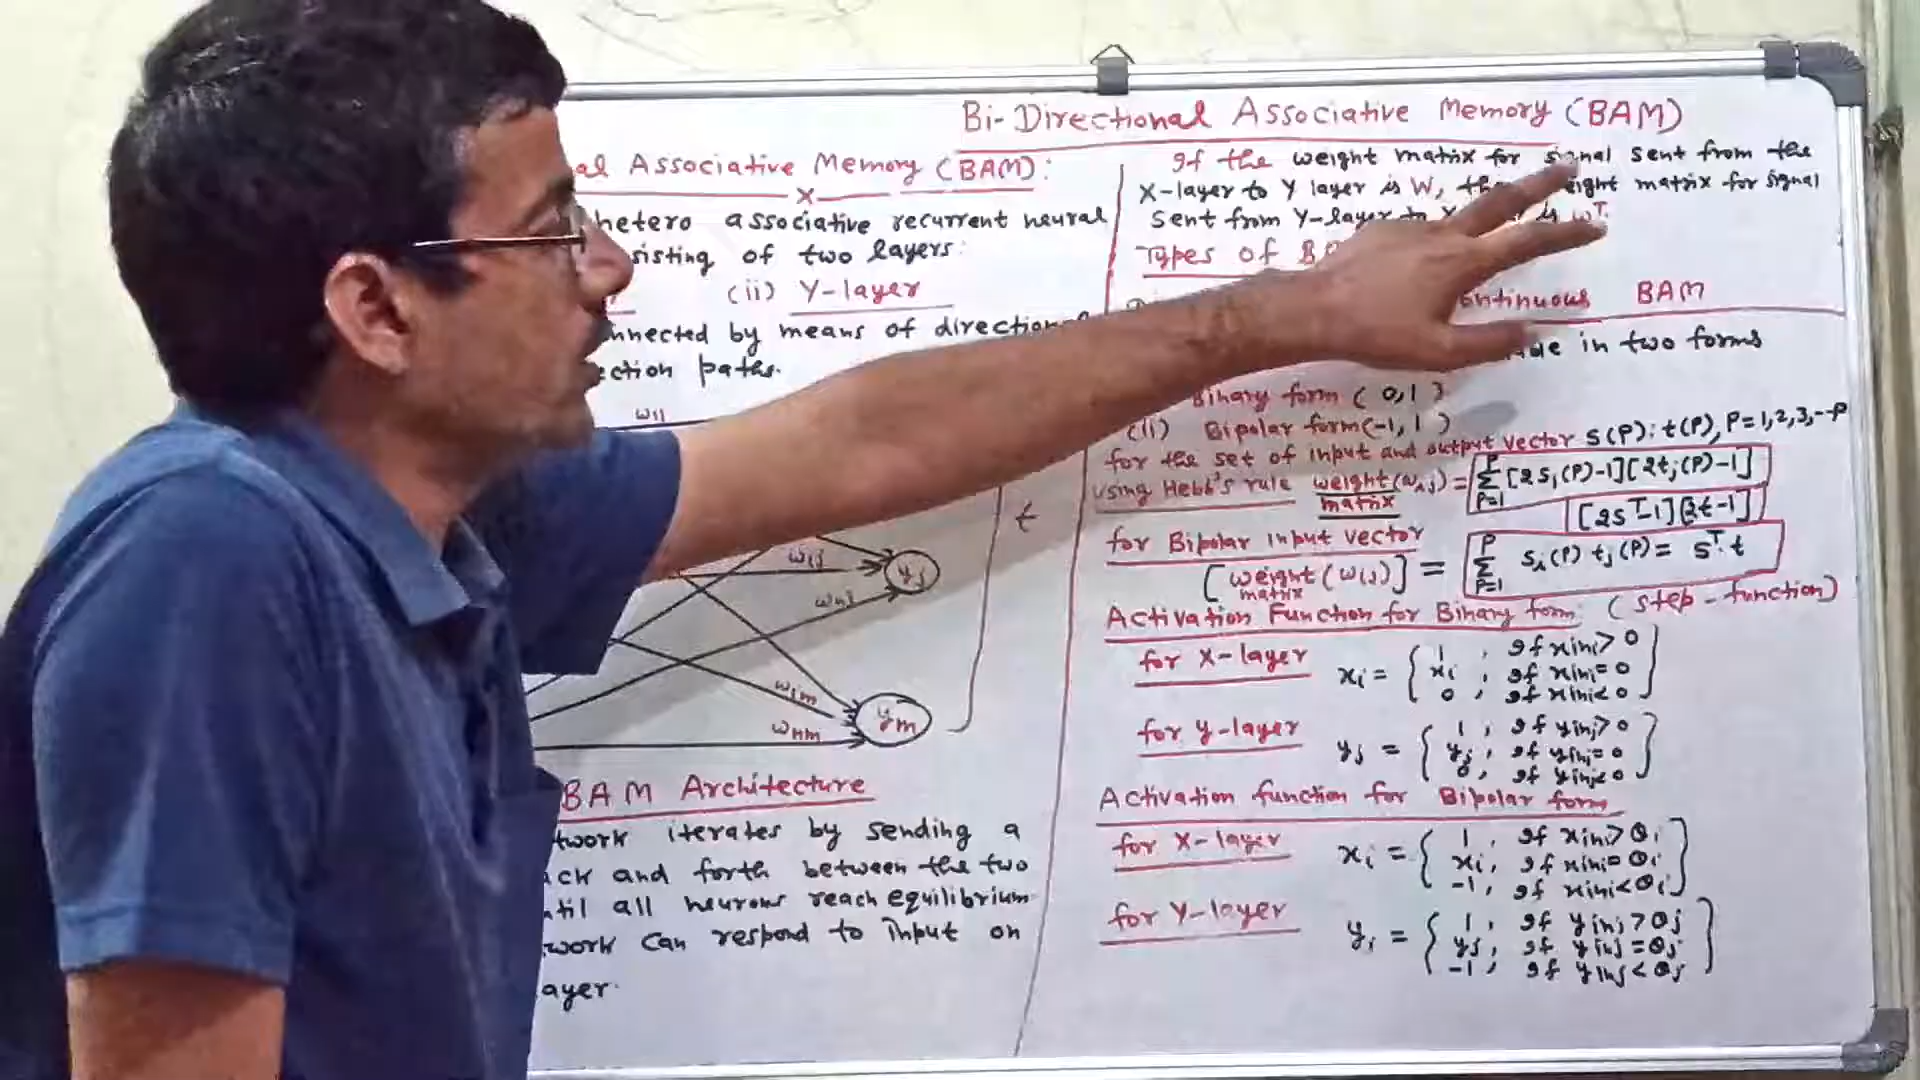 Bi-Directional Associative Memory (BAM)
al Associative Memory (BAM):
x
hetero associative recurrent neural
sisting of two layers:
(ii) Y-layer
nnected by means of directional
ection paths.
w11
t
wij
yj
wnj
wim
ym
wnm
BAM Architecture
twork iterates by sending a
ack and forth between the two
ntil all neurons reach equilibrium
twork can respond to input on
ayer.
If the weight matrix for signal sent from the
X-layer to Y layer is W, weight matrix for signal
sent from Y-layer to X is W^T.
Types of BA
Continuous BAM
in two forms
Binary form (0,1)
(ii) Bipolar form(-1, 1)
for the set of input and output vector s(P): t(P), P=1,2,3,--P
using Hebb's rule weight(wij) = Σ P=1 P [2si(P)-1][2tj(P)-1]
matrix
[2s^T-1][2t-1]
for Bipolar input vector
[weight(wij)] = Σ P=1 P si(P) tj(P) = s^T. t
matrix
Activation Function for Binary form (step-function)
for X-layer xi = { 1, If xini > 0
xi, If xini = 0
0, If xini < 0 }
for y-layer yj = { 1, If yinj > 0
yj, If yinj = 0
0, If yinj < 0 }
Activation function for Bipolar form
for X-layer xi = { 1, If xini > θi
xi, If xini = θi
-1, If xini < θi }
for Y-layer yj = { 1, If yinj > θj
yj, If yinj = θj
-1, If yinj < θj }